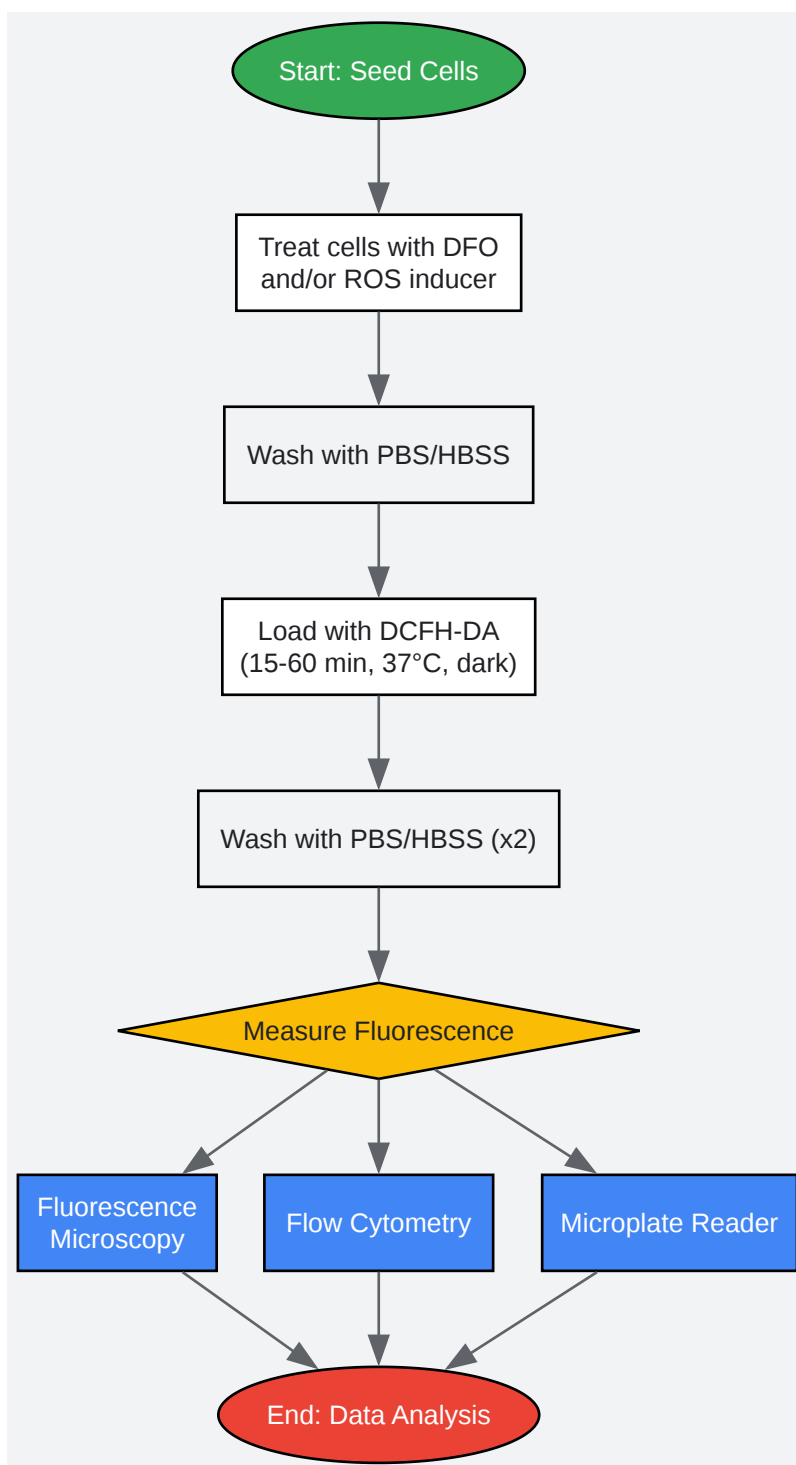 Start: Seed Cells
Treat cells with DFO
and/or ROS inducer
Wash with PBS/HBSS
Load with DCFH-DA
(15-60 min, 37°C, dark)
Wash with PBS/HBSS (x2)
Measure Fluorescence
Fluorescence
Microscopy
Flow Cytometry
Microplate Reader
End: Data Analysis